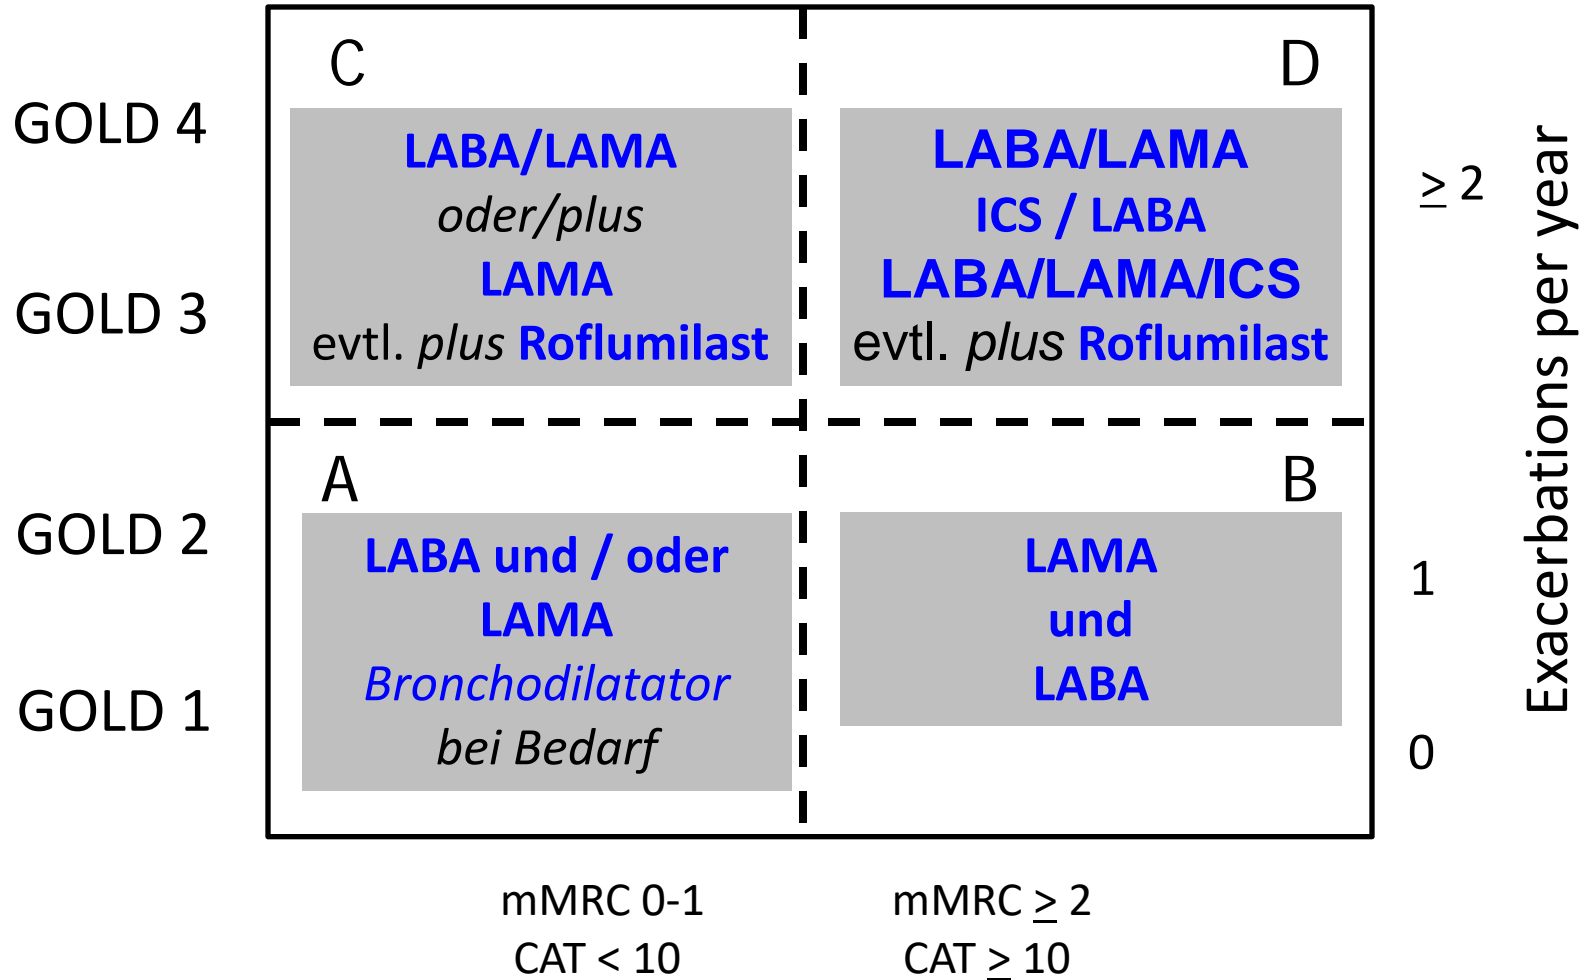 C
D
GOLD 4
LABA/LAMA
oder/plus
LAMA
evtl. plus Roflumilast
LABA/LAMA
ICS / LABA
LABA/LAMA/ICS
evtl. plus Roflumilast
≥ 2
GOLD 3
A
B
GOLD 2
LABA und / oder
LAMA
Bronchodilatator
bei Bedarf
LAMA
und
LABA
1
GOLD 1
0
Exacerbations per year
mMRC 0-1
CAT < 10
mMRC ≥ 2
CAT ≥ 10